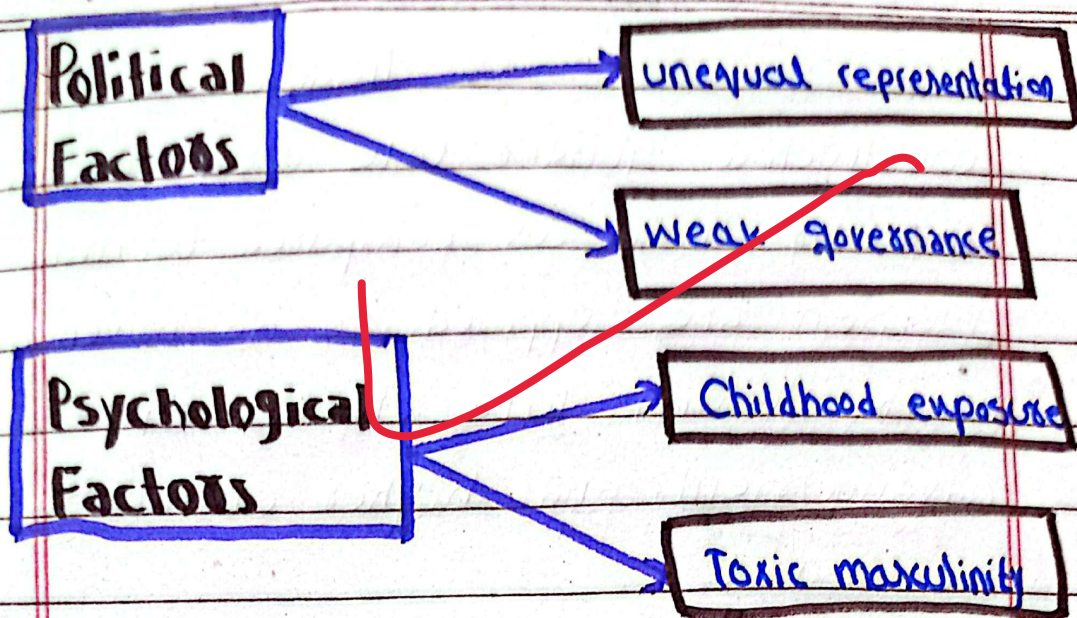 Political
Factors
unequal representation
weak governance
Psychological
Factors
Childhood exposure
Toxic masculinity